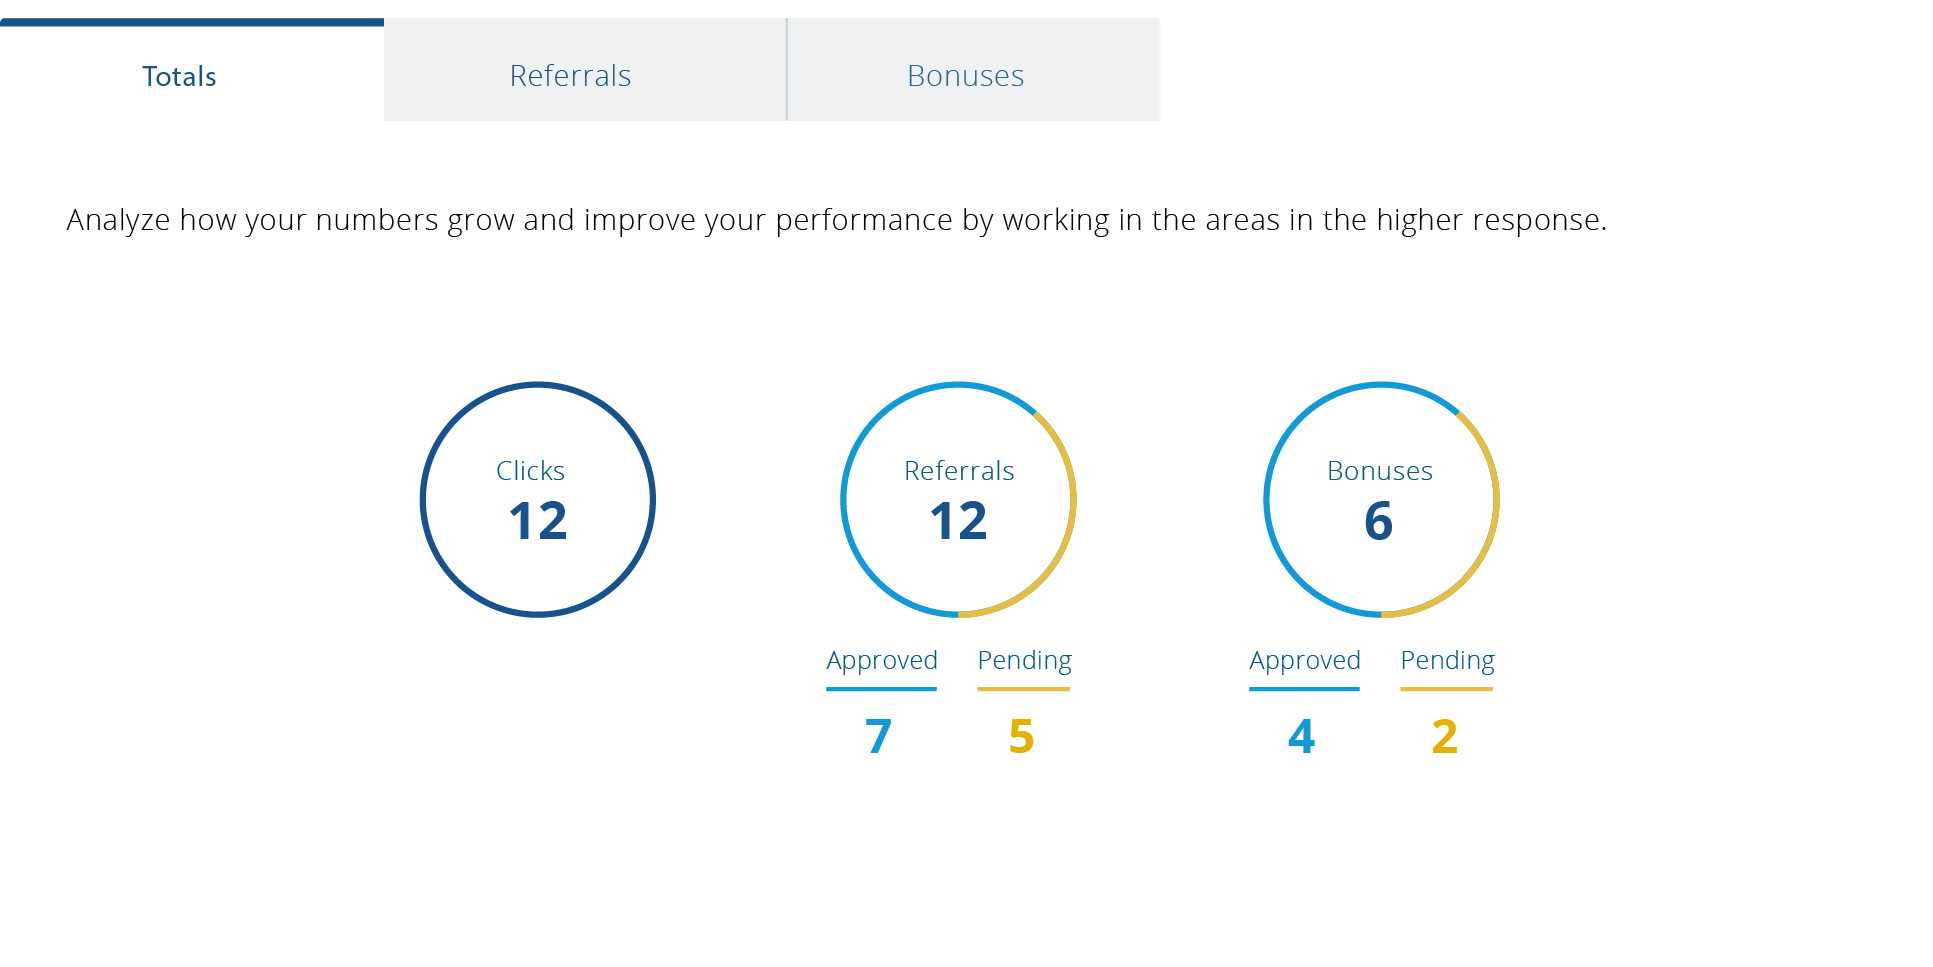 Totals
Referrals
Bonuses
Analyze how your numbers grow and improve your performance by working in the areas in the higher response.
Clicks
12
Referrals
12
Bonuses
6
Approved
Pending
7
5
Approved
Pending
4
2